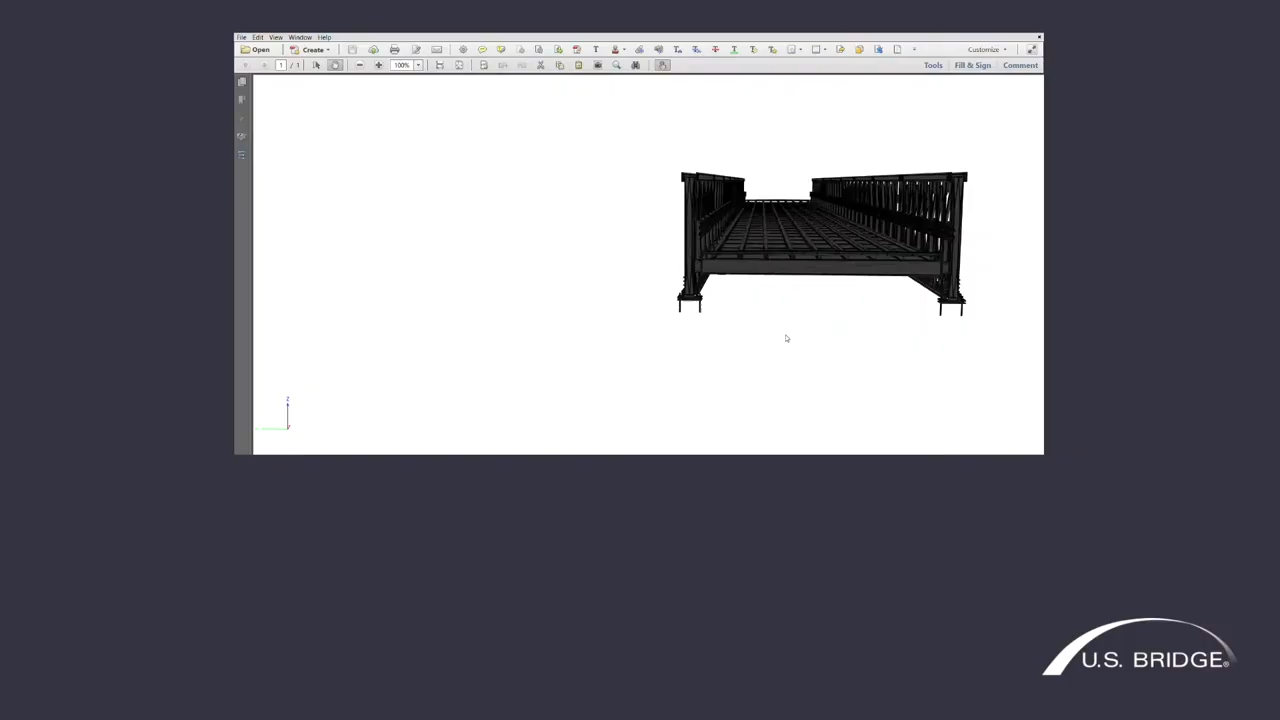 File Edit View Window Help
Open Create Customize
1 / 1 100% Tools Fill & Sign Comment
Z
U.S. BRIDGE®